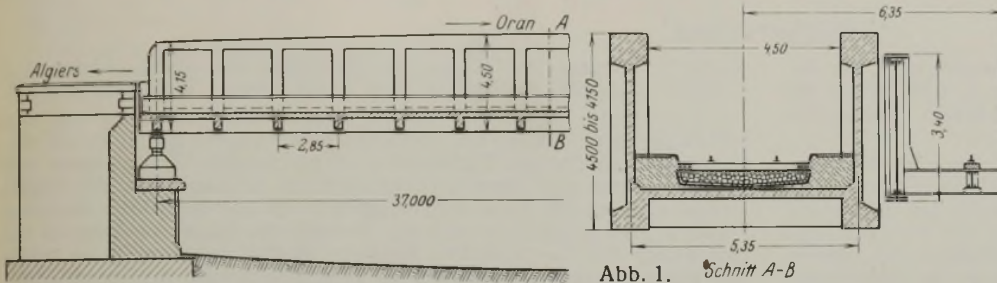 Oran
A
Algiers
4,15
4,50
B
2,85
37,000
6,35
4,50
4500 bis 4150
3,40
5,35
Abb. 1.
Schnitt A-B